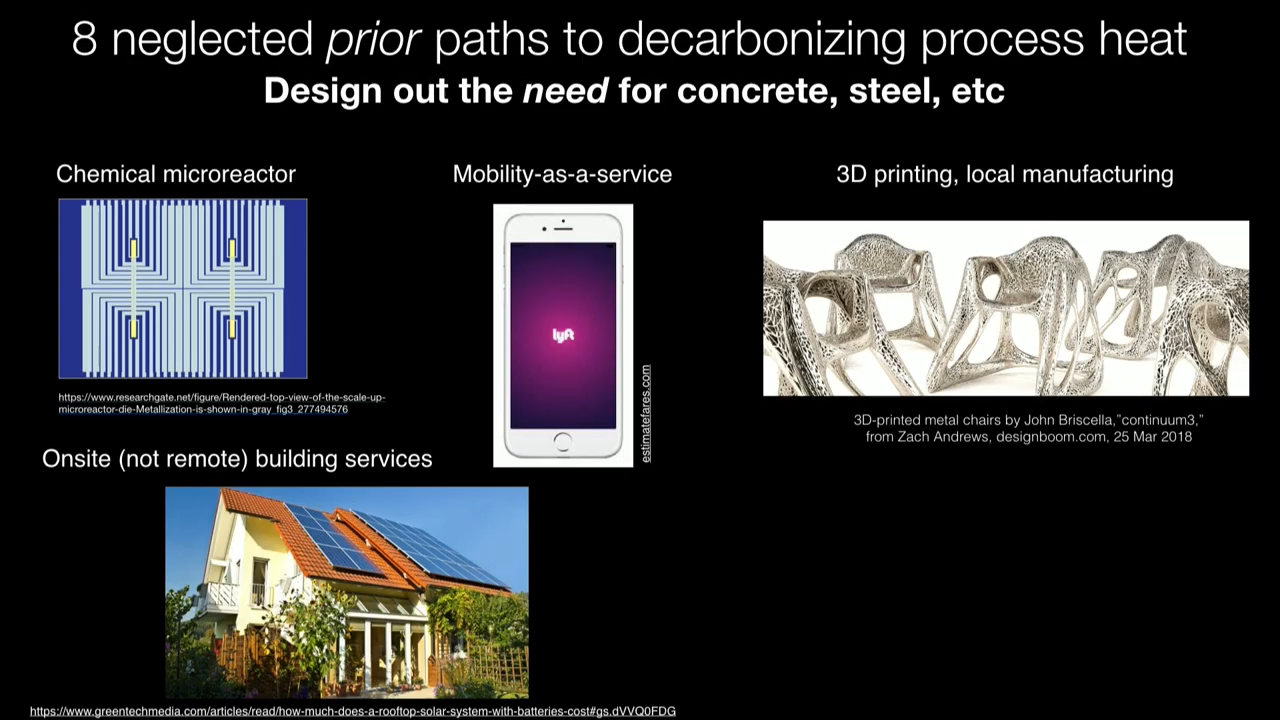 8 neglected prior paths to decarbonizing process heat
Design out the need for concrete, steel, etc
Chemical microreactor
https://www.researchgate.net/figure/Rendered-top-view-of-the-scale-up-
microreactor-die-Metallization-is-shown-in-gray_fig3_277494576
Mobility-as-a-service
lyft
estimatefares.com
3D printing, local manufacturing
3D-printed metal chairs by John Briscella,"continuum3,"
from Zach Andrews, designboom.com, 25 Mar 2018
Onsite (not remote) building services
https://www.greentechmedia.com/articles/read/how-much-does-a-rooftop-solar-system-with-batteries-cost#gs.dVVQ0FDG